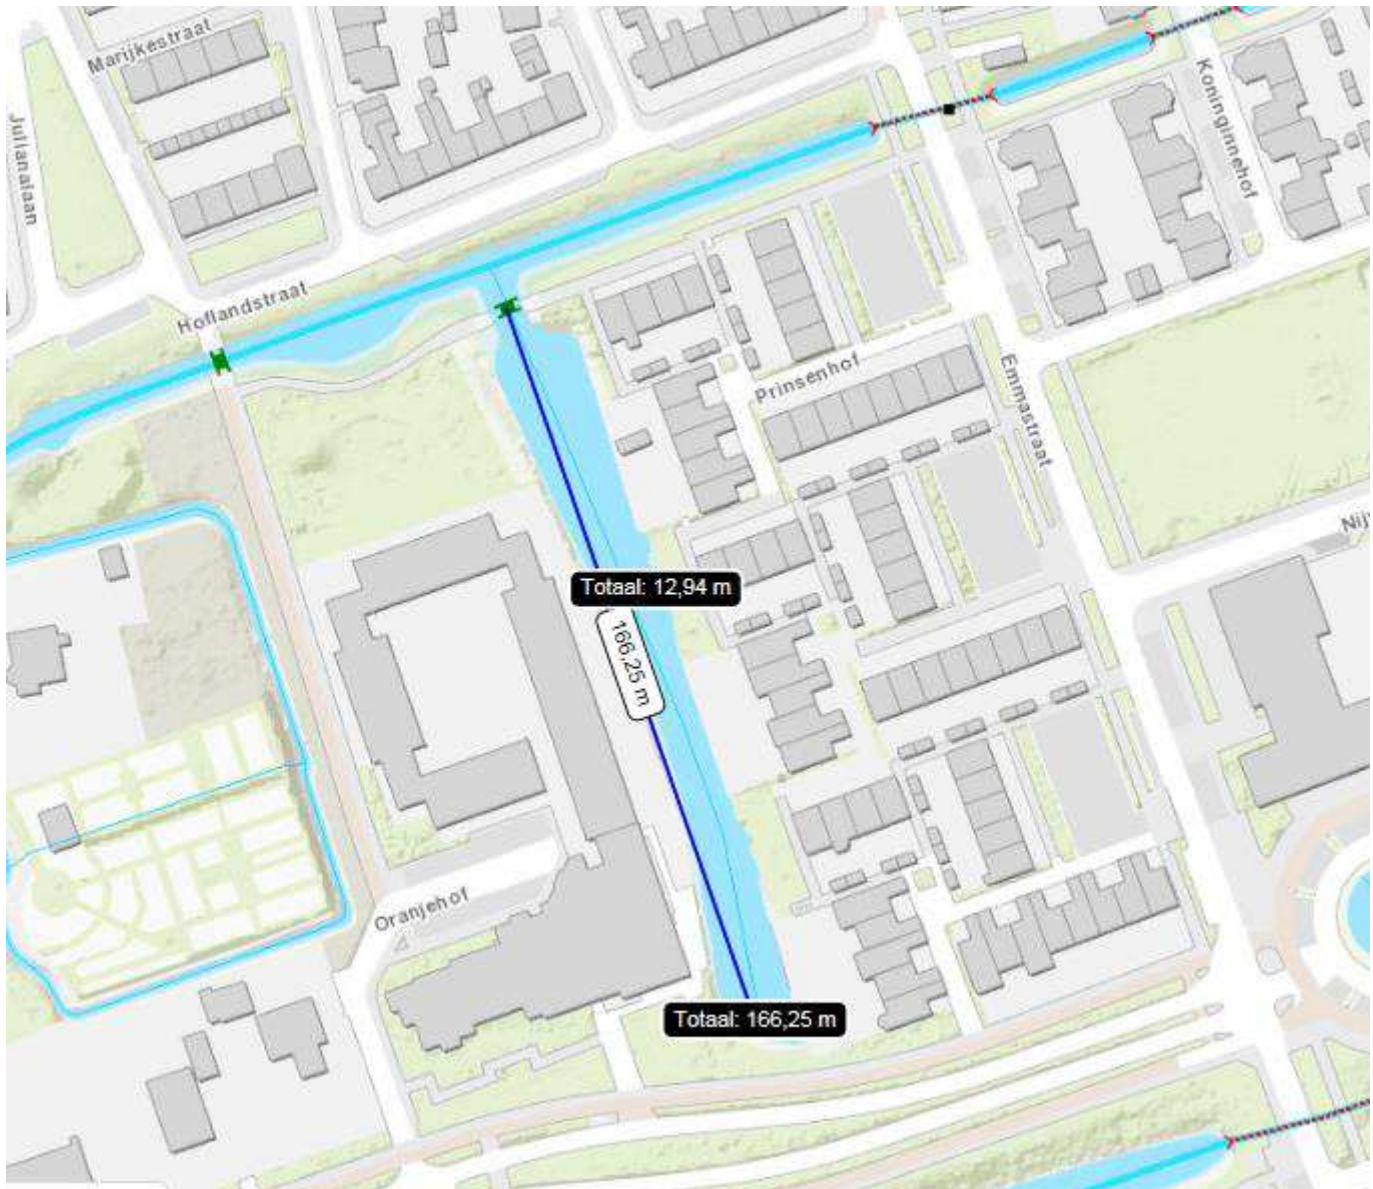 Marijkestraat
Julianalaan
Koninginnehof
Hollandstraat
Prinsenhof
Emmastraat
Totaal: 12,94 m
166,25 m
Oranjehof
Totaal: 166,25 m